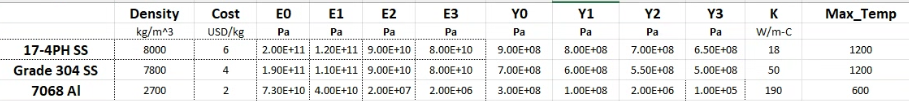 Density Cost E0 E1 E2 E3 Y0 Y1 Y2 Y3 K Max_Temp
kg/m^3 USD/kg Pa Pa Pa Pa Pa Pa Pa Pa W/m-C
17-4PH SS 8000 6 2.00E+11 1.20E+11 9.00E+10 8.00E+10 9.00E+08 8.00E+08 7.00E+08 6.50E+08 18 1200
Grade 304 SS 7800 4 1.90E+11 1.10E+11 9.00E+10 8.00E+10 7.00E+08 6.00E+08 5.50E+08 5.00E+08 50 1200
7068 Al 2700 2 7.30E+10 4.00E+10 2.00E+07 2.00E+06 3.00E+08 1.00E+08 2.00E+06 1.00E+05 190 600